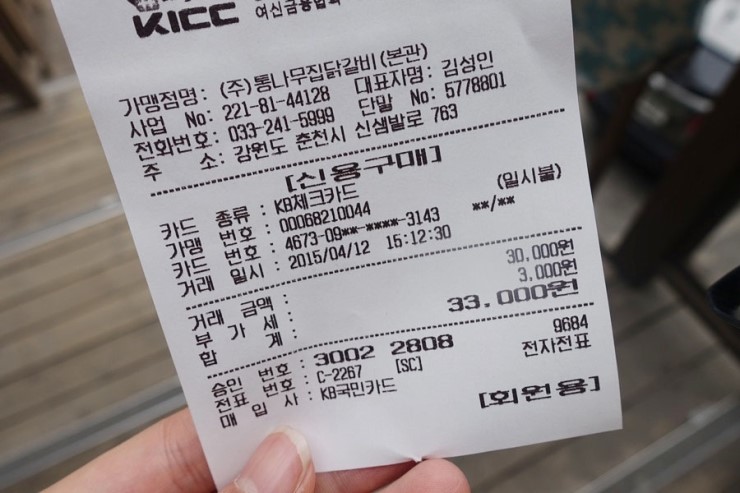 KICC 여신금융협회
가맹점명: (주)통나무집닭갈비(본관)
사업 No: 221-81-44128 대표자명: 김성민
전화번호: 033-241-5999 단말 No: 5778801
주 소: 강원도 춘천시 신샘밭로 763
[신용구매]
카드 종류 : KB체크카드 (일시불)
가맹 번호 : 00068210044
카드 번호 : 4673-09**-****-3143 **/**
거래 일시 : 2015/04/12 15:12:30
거래 금액 : 30,000원
부 가 세 : 3,000원
합 계 : 33,000원
승인 번호 : 3002 2808 9684
전표 번호 : C-2267 [SC] 전자전표
매 입 사 : KB국민카드
[회원용]